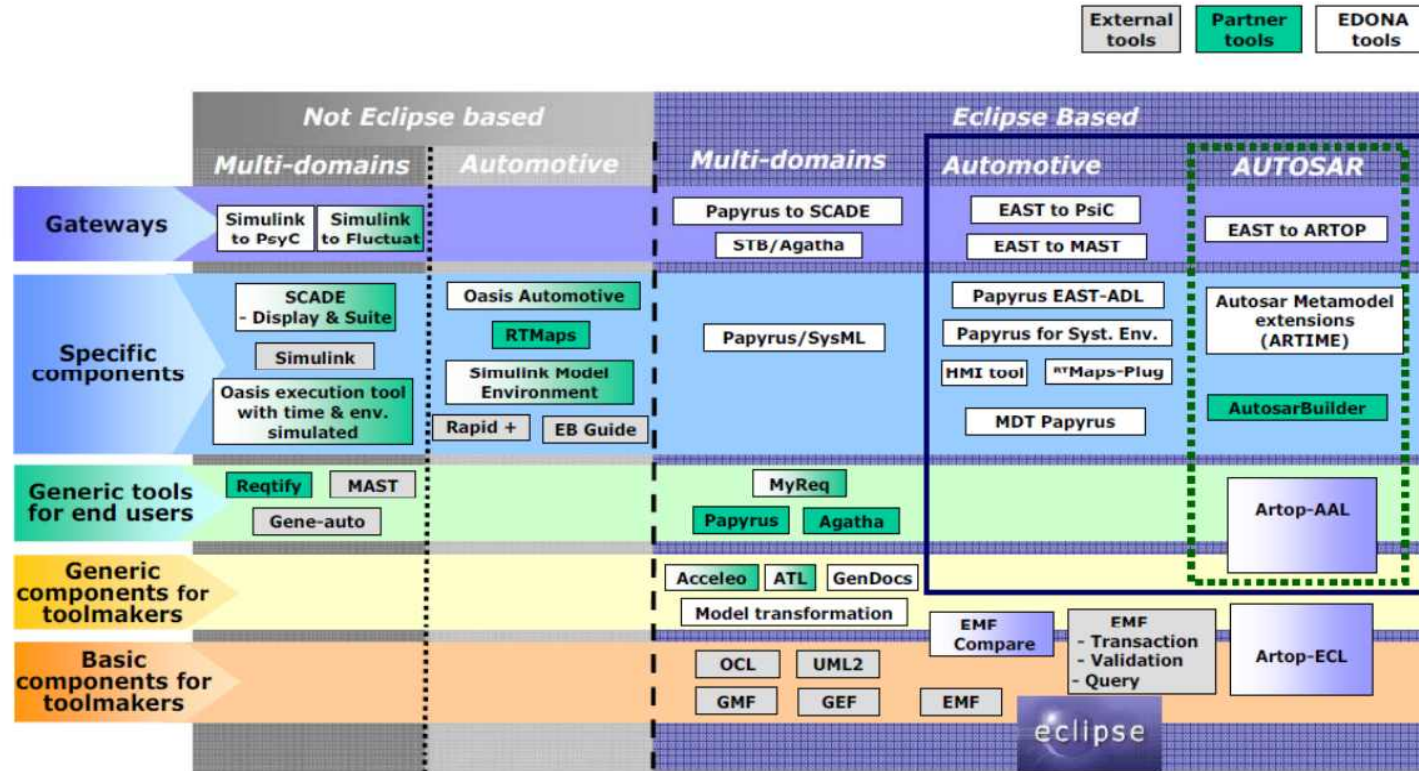 External
tools
Partner
tools
EDONA
tools
Not Eclipse based
Eclipse Based
Multi-domains
Automotive
Multi-domains
Automotive
AUTOSAR
Gateways
Simulink
to PsyC
Simulink
to Fluctuat
Papyrus to SCADE
STB/Agatha
EAST to PsiC
EAST to MAST
EAST to ARTOP
Specific
components
SCADE
- Display & Suite
Simulink
Oasis execution tool
with time & env.
simulated
Oasis Automotive
RTMaps
Simulink Model
Environment
Rapid +
EB Guide
Papyrus/SysML
Papyrus EAST-ADL
Papyrus for Syst. Env.
HMI tool
RTMaps-Plug
MDT Papyrus
Autosar Metamodel
extensions
(ARTIME)
AutosarBuilder
Generic tools
for end users
Reqtify
MAST
Gene-auto
MyReq
Papyrus
Agatha
Artop-AAL
Generic
components for
toolmakers
Acceleo
ATL
GenDocs
Model transformation
EMF
Compare
EMF
- Transaction
- Validation
- Query
Artop-ECL
Basic
components for
toolmakers
OCL
UML2
GMF
GEF
EMF
eclipse